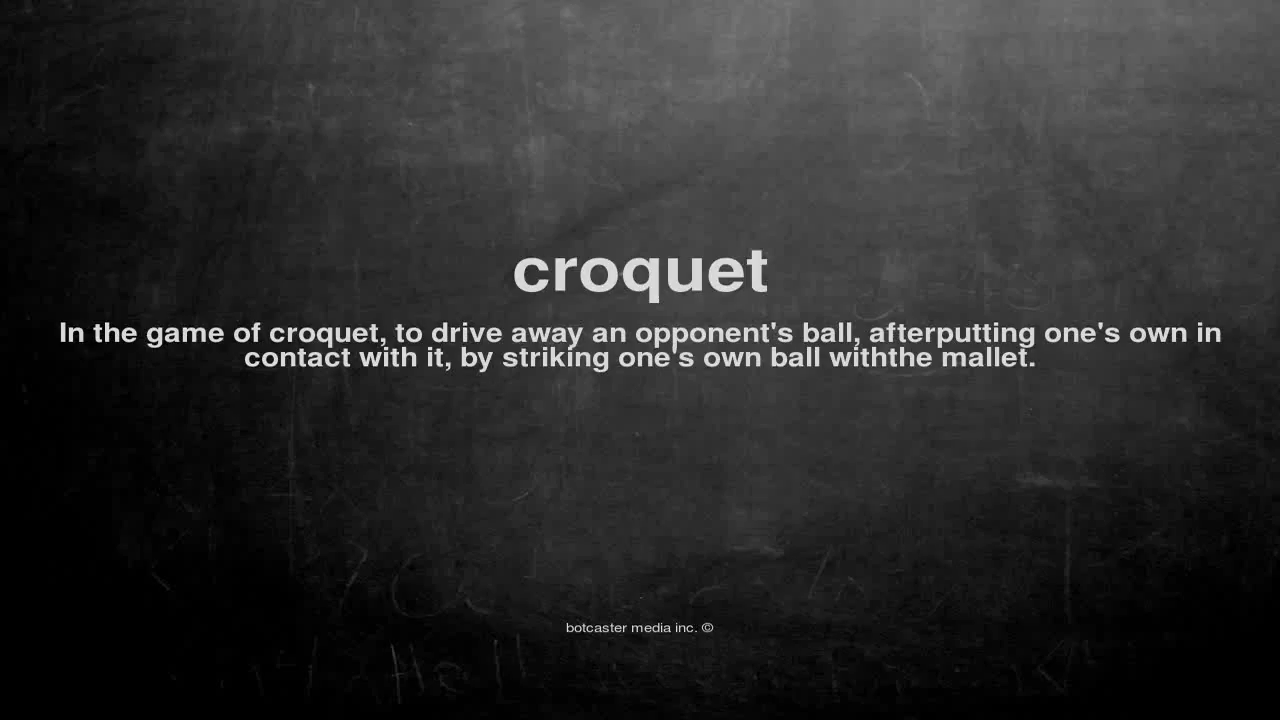 croquet
In the game of croquet, to drive away an opponent's ball, afterputting one's own in
contact with it, by striking one's own ball withthe mallet.
botcaster media inc. ©